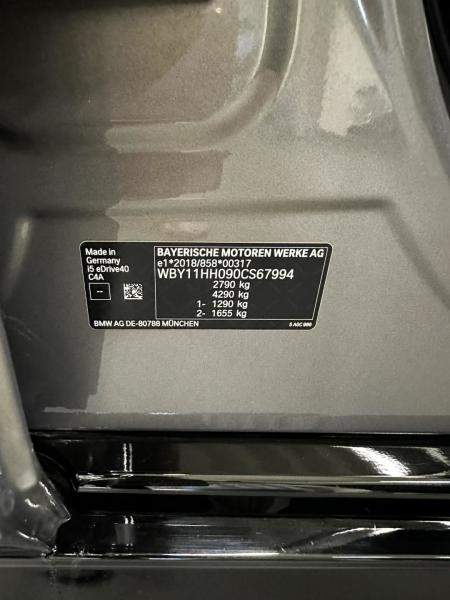 Made in
Germany
i5 eDrive40
C4A
-
BAYERISCHE MOTOREN WERKE AG
e1*2018/858*00317
WBY11HH090CS67994
2790 kg
4290 kg
1- 1290 kg
2- 1655 kg
BMW AG DE-80788 MÜNCHEN